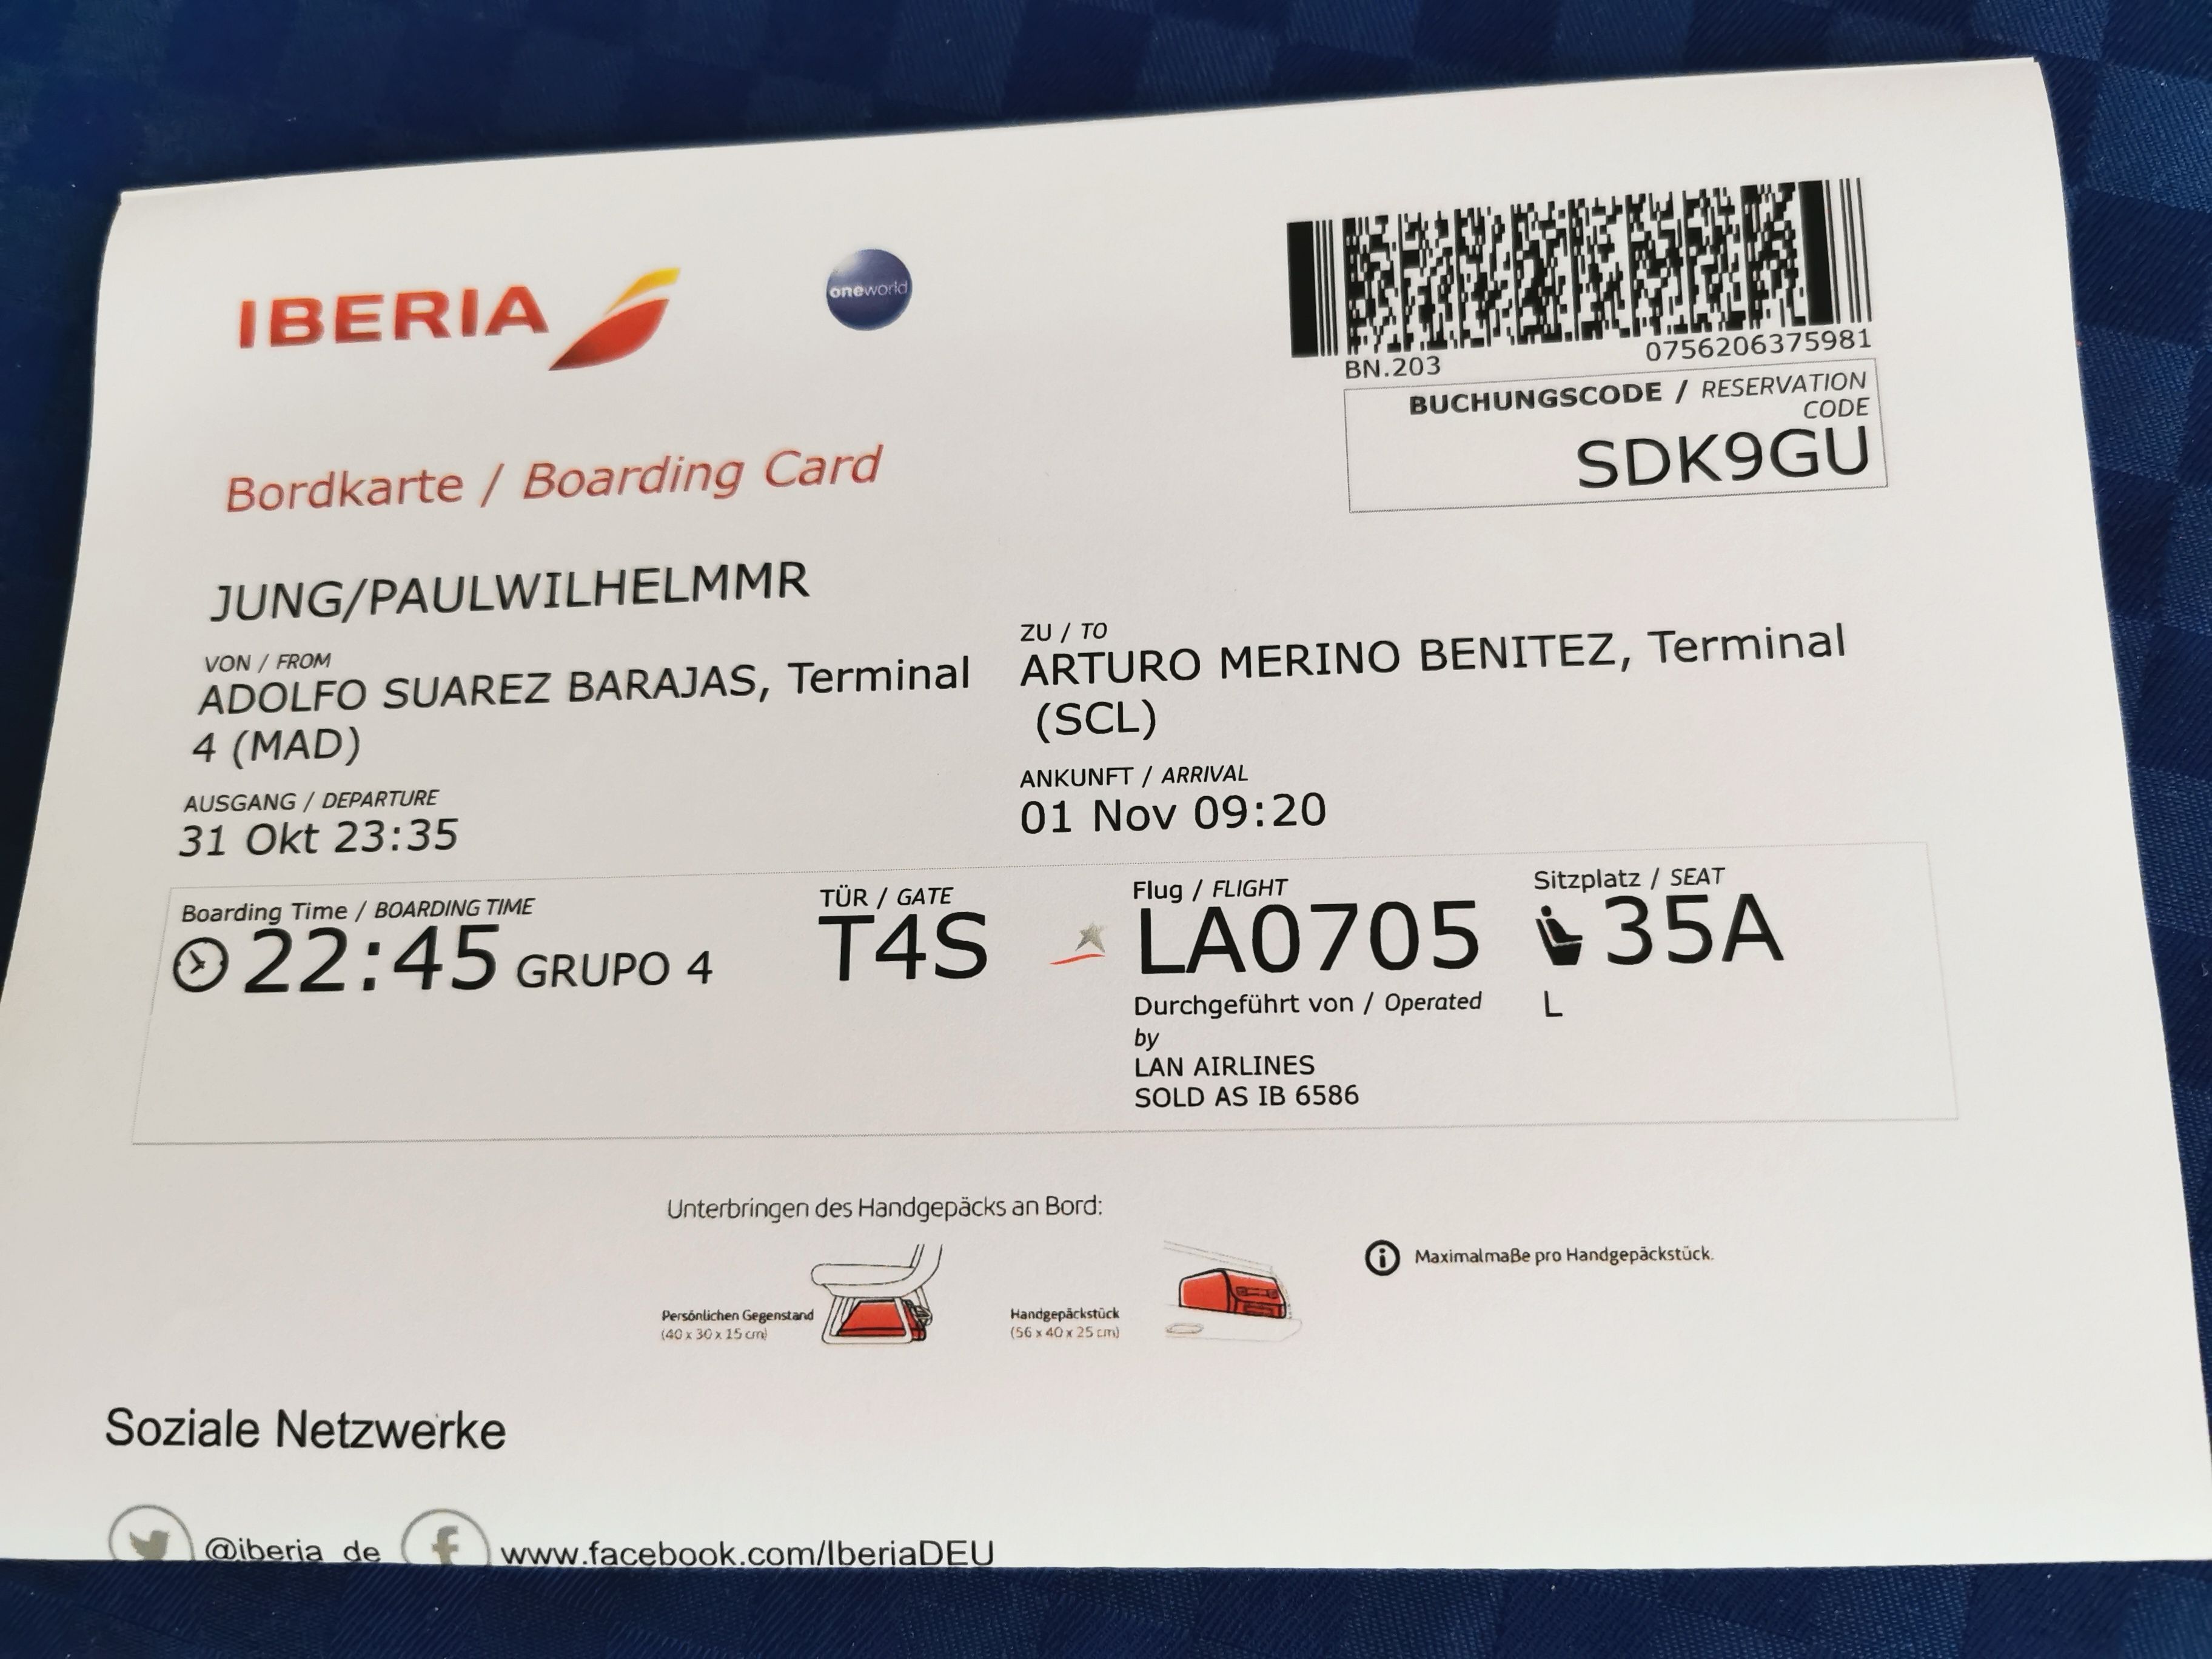 IBERIA
oneworld
BN.203
0756206375981
BUCHUNGSCODE / RESERVATION
CODE
SDK9GU
Bordkarte / Boarding Card
JUNG/PAULWILHELMMR
VON / FROM
ADOLFO SUAREZ BARAJAS, Terminal
4 (MAD)
ZU / TO
ARTURO MERINO BENITEZ, Terminal
(SCL)
AUSGANG / DEPARTURE
31 Okt 23:35
ANKUNFT / ARRIVAL
01 Nov 09:20
Boarding Time / BOARDING TIME
22:45 GRUPO 4
TÜR / GATE
T4S
Flug / FLIGHT
LA0705
Durchgeführt von / Operated
by
LAN AIRLINES
SOLD AS IB 6586
Sitzplatz / SEAT
35A
L
Unterbringen des Handgepäcks an Bord:
Persönlichen Gegenstand
(40 x 30 x 15 cm)
Handgepäckstück
(56 x 40 x 25 cm)
Maximalmaße pro Handgepäckstück.
Soziale Netzwerke
@iberia_de
www.facebook.com/IberiaDEU